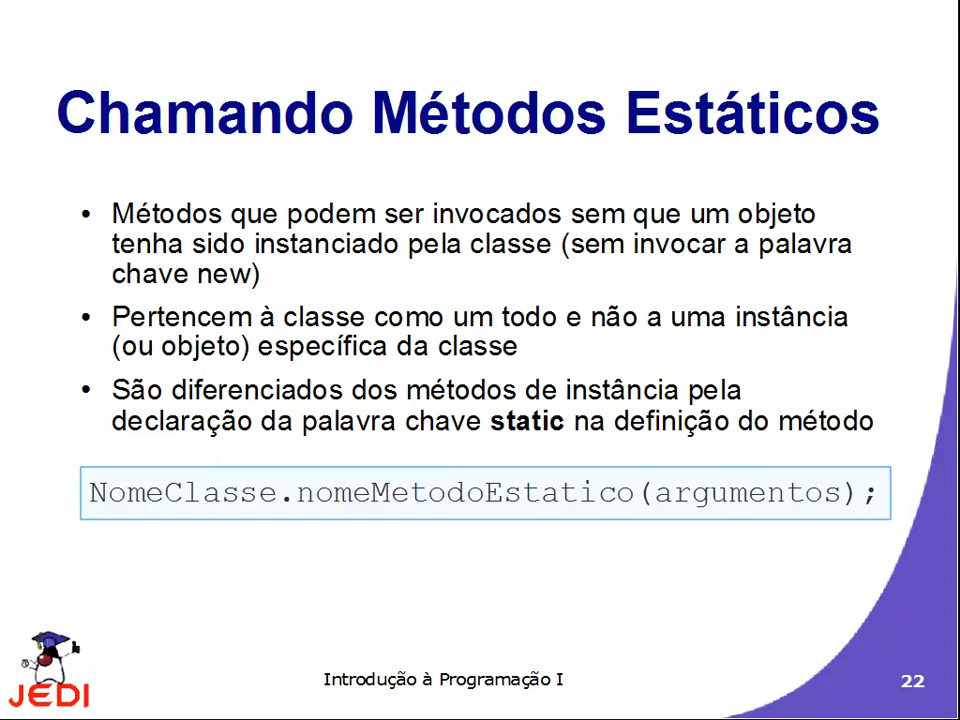 Chamando Métodos Estáticos
• Métodos que podem ser invocados sem que um objeto
tenha sido instanciado pela classe (sem invocar a palavra
chave new)
• Pertencem à classe como um todo e não a uma instância
(ou objeto) específica da classe
• São diferenciados dos métodos de instância pela
declaração da palavra chave static na definição do método
NomeClasse.nomeMetodoEstatico(argumentos);
JEDI
Introdução à Programação I
22